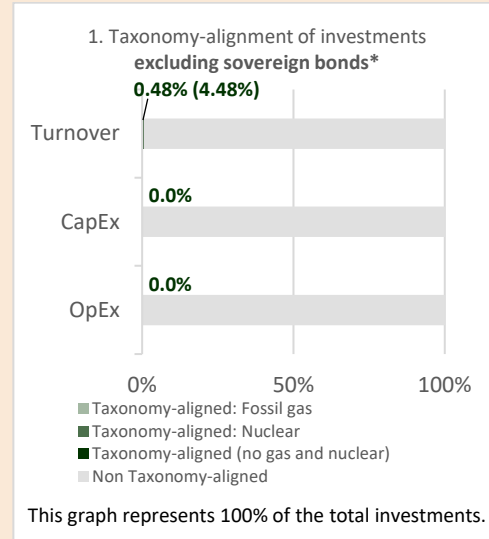 1. Taxonomy-alignment of investments
excluding sovereign bonds*
0.48% (4.48%)
Turnover
0.0%
CapEx
0.0%
OpEx
0% 50% 100%
Taxonomy-aligned: Fossil gas
Taxonomy-aligned: Nuclear
Taxonomy-aligned (no gas and nuclear)
Non Taxonomy-aligned
This graph represents 100% of the total investments.